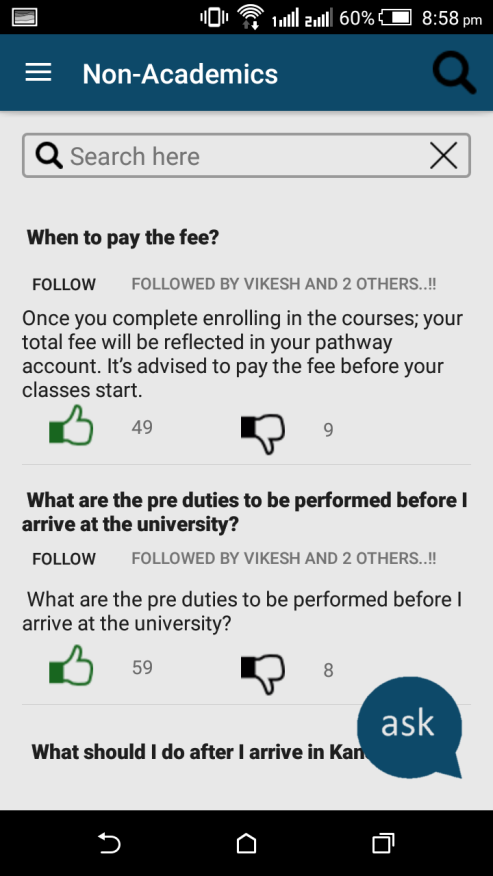 60% 8:58 pm
Non-Academics
Search here
When to pay the fee?
FOLLOW FOLLOWED BY VIKESH AND 2 OTHERS..!!
Once you complete enrolling in the courses; your
total fee will be reflected in your pathway
account. It's advised to pay the fee before your
classes start.
49 9
What are the pre duties to be performed before I
arrive at the university?
FOLLOW FOLLOWED BY VIKESH AND 2 OTHERS..!!
What are the pre duties to be performed before I
arrive at the university?
59 8
ask
What should I do after I arrive in Kan